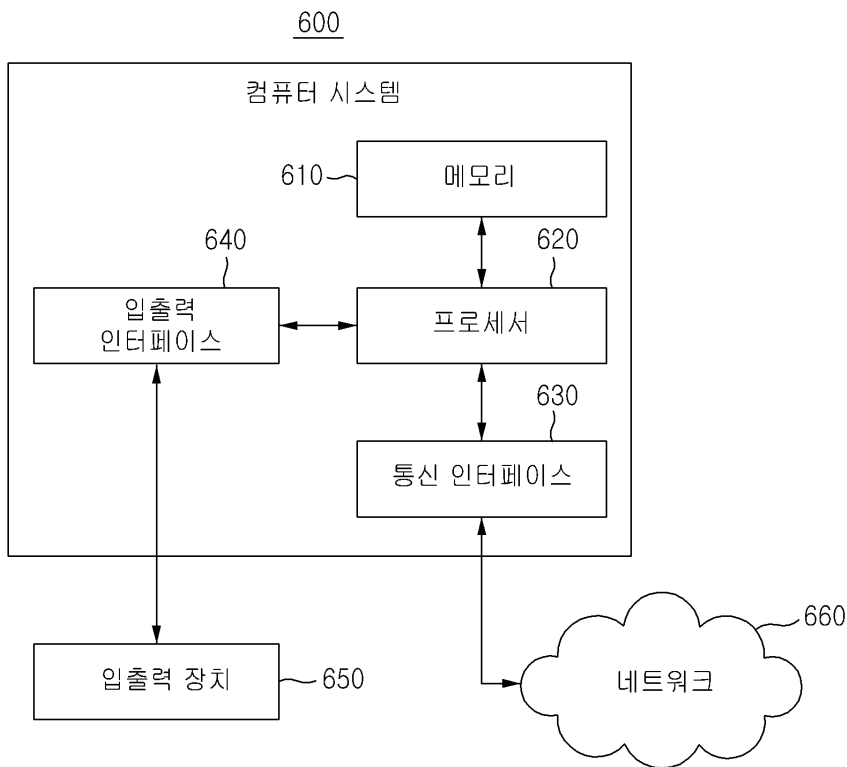 600
컴퓨터 시스템
610
메모리
640
620
입출력
인터페이스
프로세서
630
통신 인터페이스
660
입출력 장치
650
네트워크